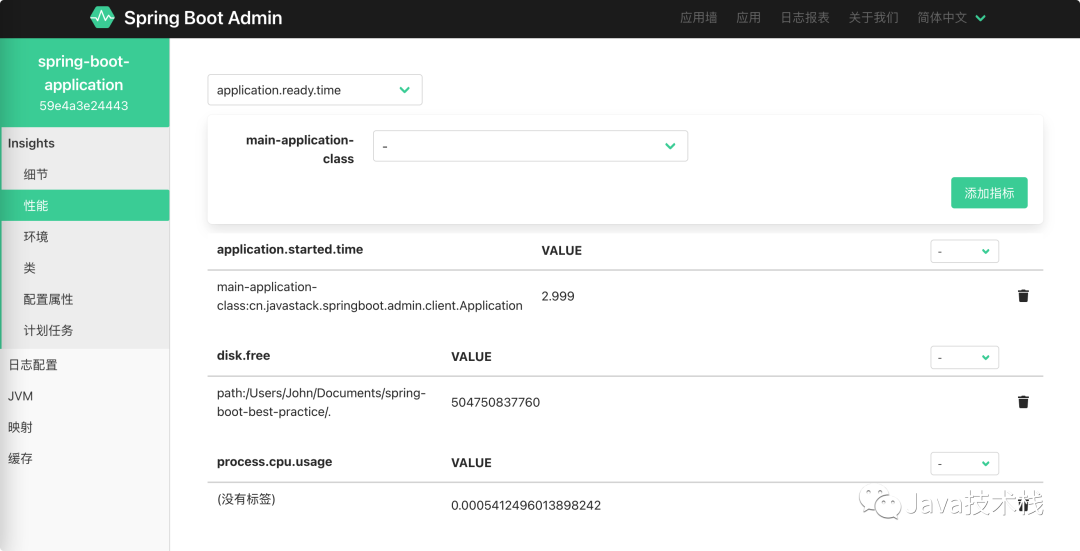 Spring Boot Admin
应用墙 应用 日志报表 关于我们 简体中文
spring-boot-
application
59e4a3e24443
Insights
细节
性能
环境
类
配置属性
计划任务
日志配置
JVM
映射
缓存
application.ready.time
main-application-
class
-
添加指标
application.started.time VALUE -
main-application-
class:cn.javastack.springboot.admin.client.Application 2.999
disk.free VALUE -
path:/Users/John/Documents/spring-
boot-best-practice/. 504750837760
process.cpu.usage VALUE -
(没有标签) 0.0005412496013898242
Java技术栈